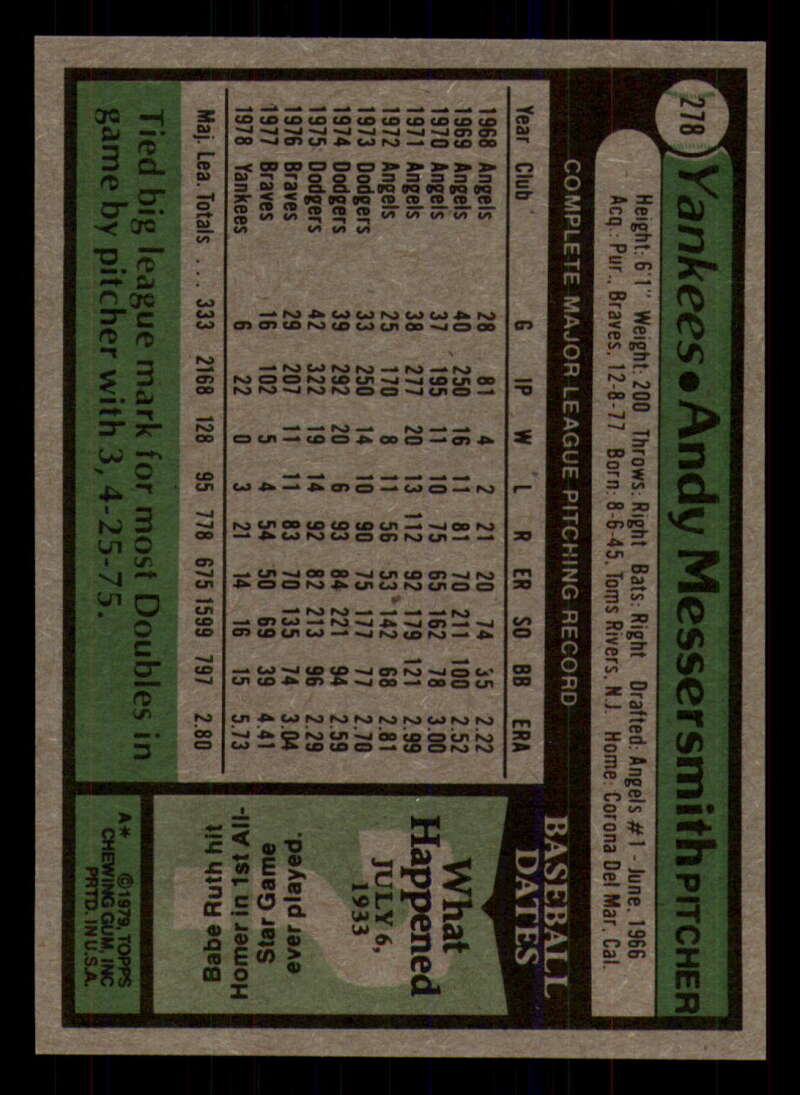 278
Yankees • Andy Messersmith PITCHER
Height: 6'1" Weight: 200 Throws: Right Bats: Right Drafted: Angels #1 - June, 1966
Acq.: Pur., Braves, 12-8-77 Born: 8-6-45, Toms Rivers, N.J. Home: Corona Del Mar, Cal.
COMPLETE MAJOR LEAGUE PITCHING RECORD
Year Club G IP W L R ER SO BB ERA
1968 Angels 28 81 4 2 21 20 74 35 2.22
1969 Angels 40 250 16 11 81 70 211 100 2.52
1970 Angels 37 195 11 10 75 65 162 78 3.00
1971 Angels 38 277 20 13 112 92 179 121 2.99
1972 Angels 25 170 8 11 56 53 142 68 2.81
1973 Dodgers 33 250 14 10 90 75 177 77 2.70
1974 Dodgers 39 292 20 6 93 84 221 94 2.59
1975 Dodgers 42 322 19 14 92 82 213 96 2.29
1976 Braves 29 207 11 11 83 70 135 74 3.04
1977 Braves 16 102 5 4 54 50 69 39 4.41
1978 Yankees 6 22 0 3 21 14 16 15 5.73
Maj. Lea. Totals ... 333 2168 128 95 778 675 1599 797 2.80
Tied big league mark for most Doubles in
game by pitcher with 3, 4-25-75.
BASEBALL
DATES
What
Happened
JULY 6,
1933
Babe Ruth hit
Homer in 1st All-
Star Game
ever played.
A* ©1979, TOPPS
CHEWING GUM, INC
PRTD. IN U.S.A.